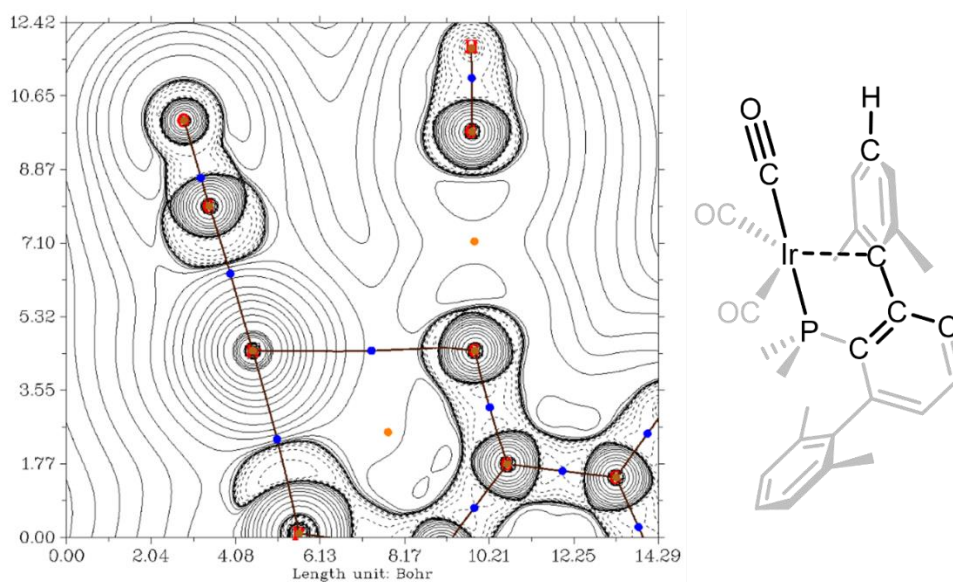 12.42
10.65
8.87
7.10
5.32
3.55
1.77
0.00
0.00 2.04 4.08 6.13 8.17 10.21 12.25 14.29
Length unit: Bohr
H
O
H
C
C
OC
Ir
C
OC
P
C
C